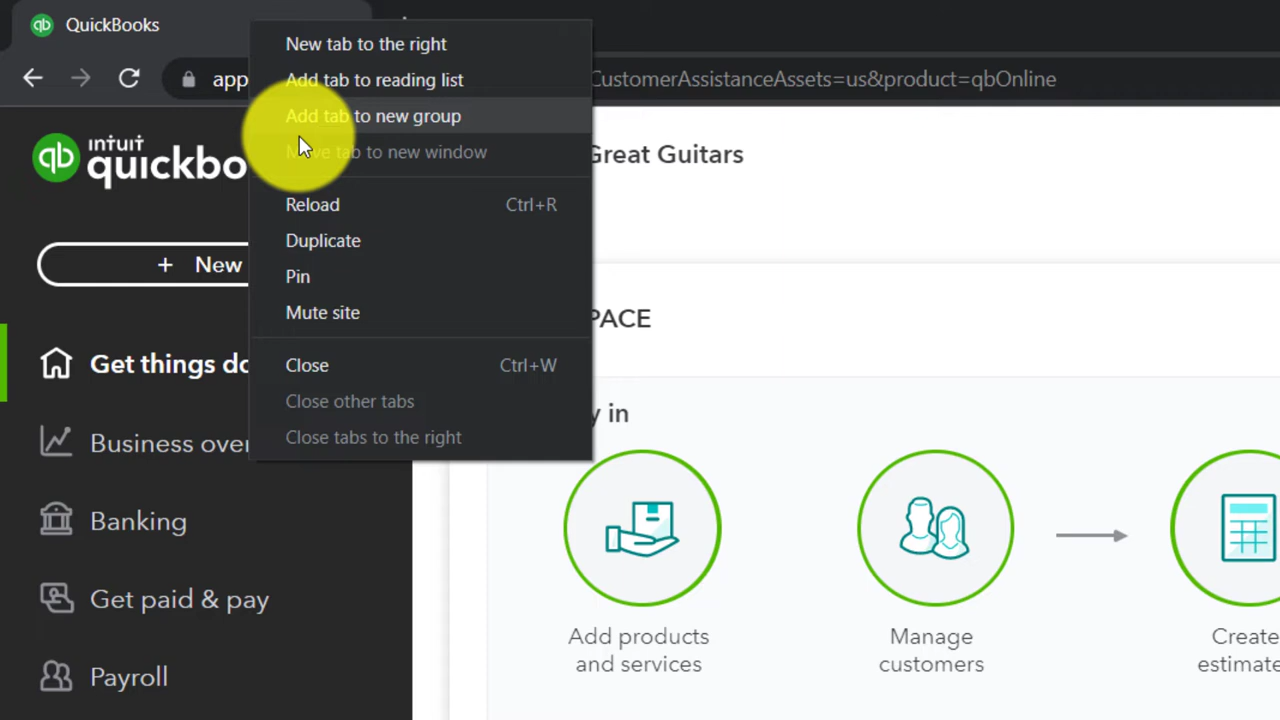 QuickBooks
New tab to the right
app
CustomerAssistanceAssets=us&product=qbOnline
Add tab to reading list
Add tab to new group
Move tab to new window
Great Guitars
intuit
quickbo
Reload Ctrl+R
Duplicate
+ New
Pin
Mute site
PACE
Get things do
Close Ctrl+W
Close other tabs
y in
Close tabs to the right
Business over
Banking
Get paid & pay
Payroll
Add products
and services
Manage
customers
Create
estimate